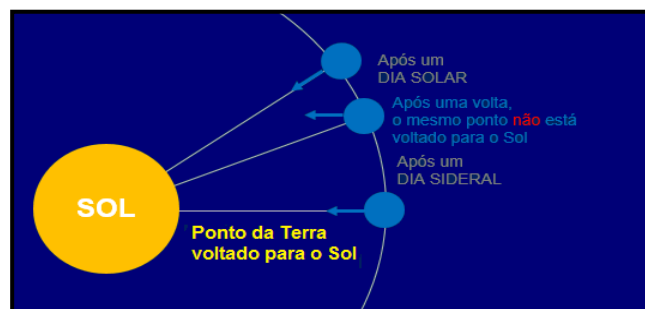 Após um
DIA SOLAR
Após uma volta,
o mesmo ponto não está
voltado para o Sol
Após um
DIA SIDERAL
SOL
Ponto da Terra
voltado para o Sol